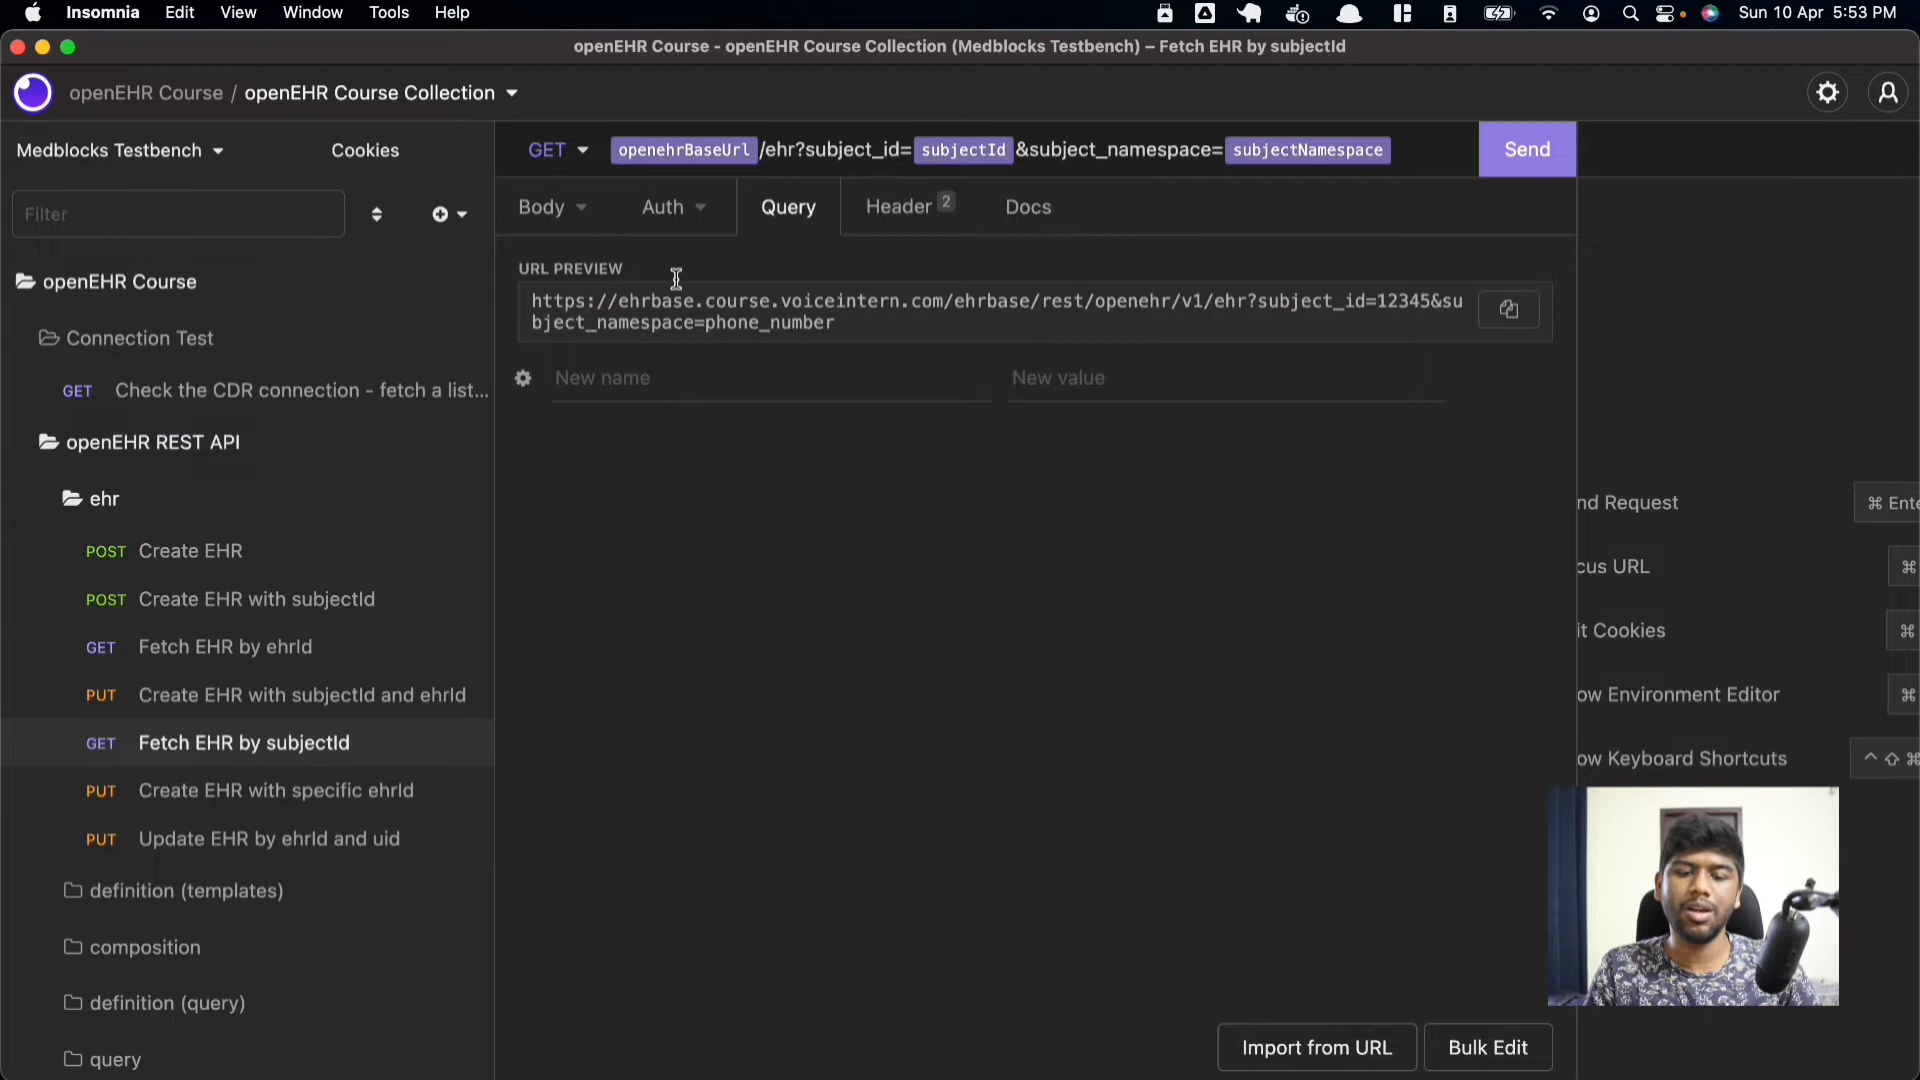 Insomnia Edit View Window Tools Help Sun 10 Apr 5:53 PM
openEHR Course - openEHR Course Collection (Medblocks Testbench) – Fetch EHR by subjectId
openEHR Course / openEHR Course Collection
Medblocks Testbench Cookies
GET openehrBaseUrl /ehr?subject_id= subjectId &subject_namespace= subjectNamespace Send
Filter
Body Auth Query Header 2 Docs
URL PREVIEW
https://ehrbase.course.voiceintern.com/ehrbase/rest/openehr/v1/ehr?subject_id=12345&su
bject_namespace=phone_number
New name New value
openEHR Course
Connection Test
GET Check the CDR connection - fetch a list...
openEHR REST API
ehr
POST Create EHR
POST Create EHR with subjectId
GET Fetch EHR by ehrId
PUT Create EHR with subjectId and ehrId
GET Fetch EHR by subjectId
PUT Create EHR with specific ehrId
PUT Update EHR by ehrId and uid
definition (templates)
composition
definition (query)
query
nd Request ⌘ Ente
cus URL ⌘
it Cookies ⌘
ow Environment Editor ⌘
ow Keyboard Shortcuts ⌃ ⇧ ⌘
Import from URL Bulk Edit